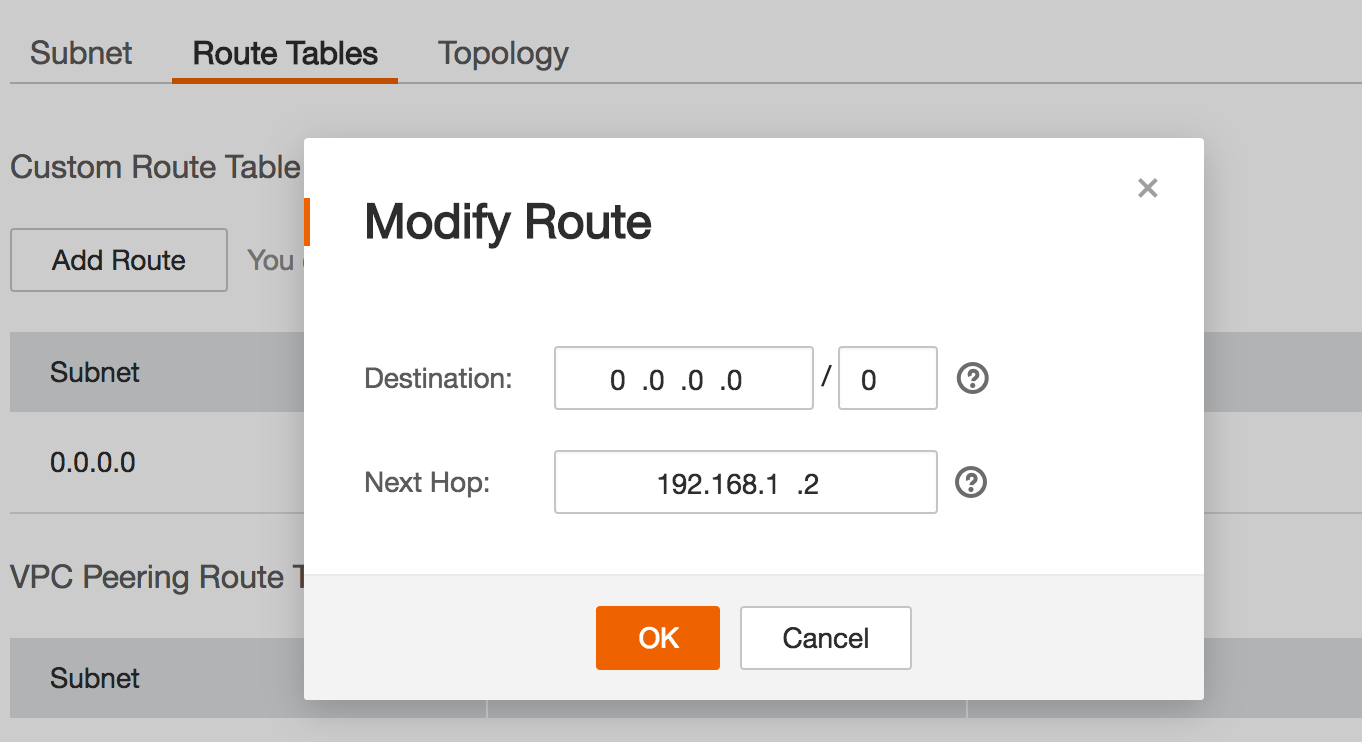 Subnet Route Tables Topology
Custom Route Table
Add Route You
Modify Route
×
Subnet
Destination: 0 .0 .0 .0 / 0 ?
0.0.0.0
Next Hop: 192.168.1 .2 ?
VPC Peering Route
OK Cancel
Subnet